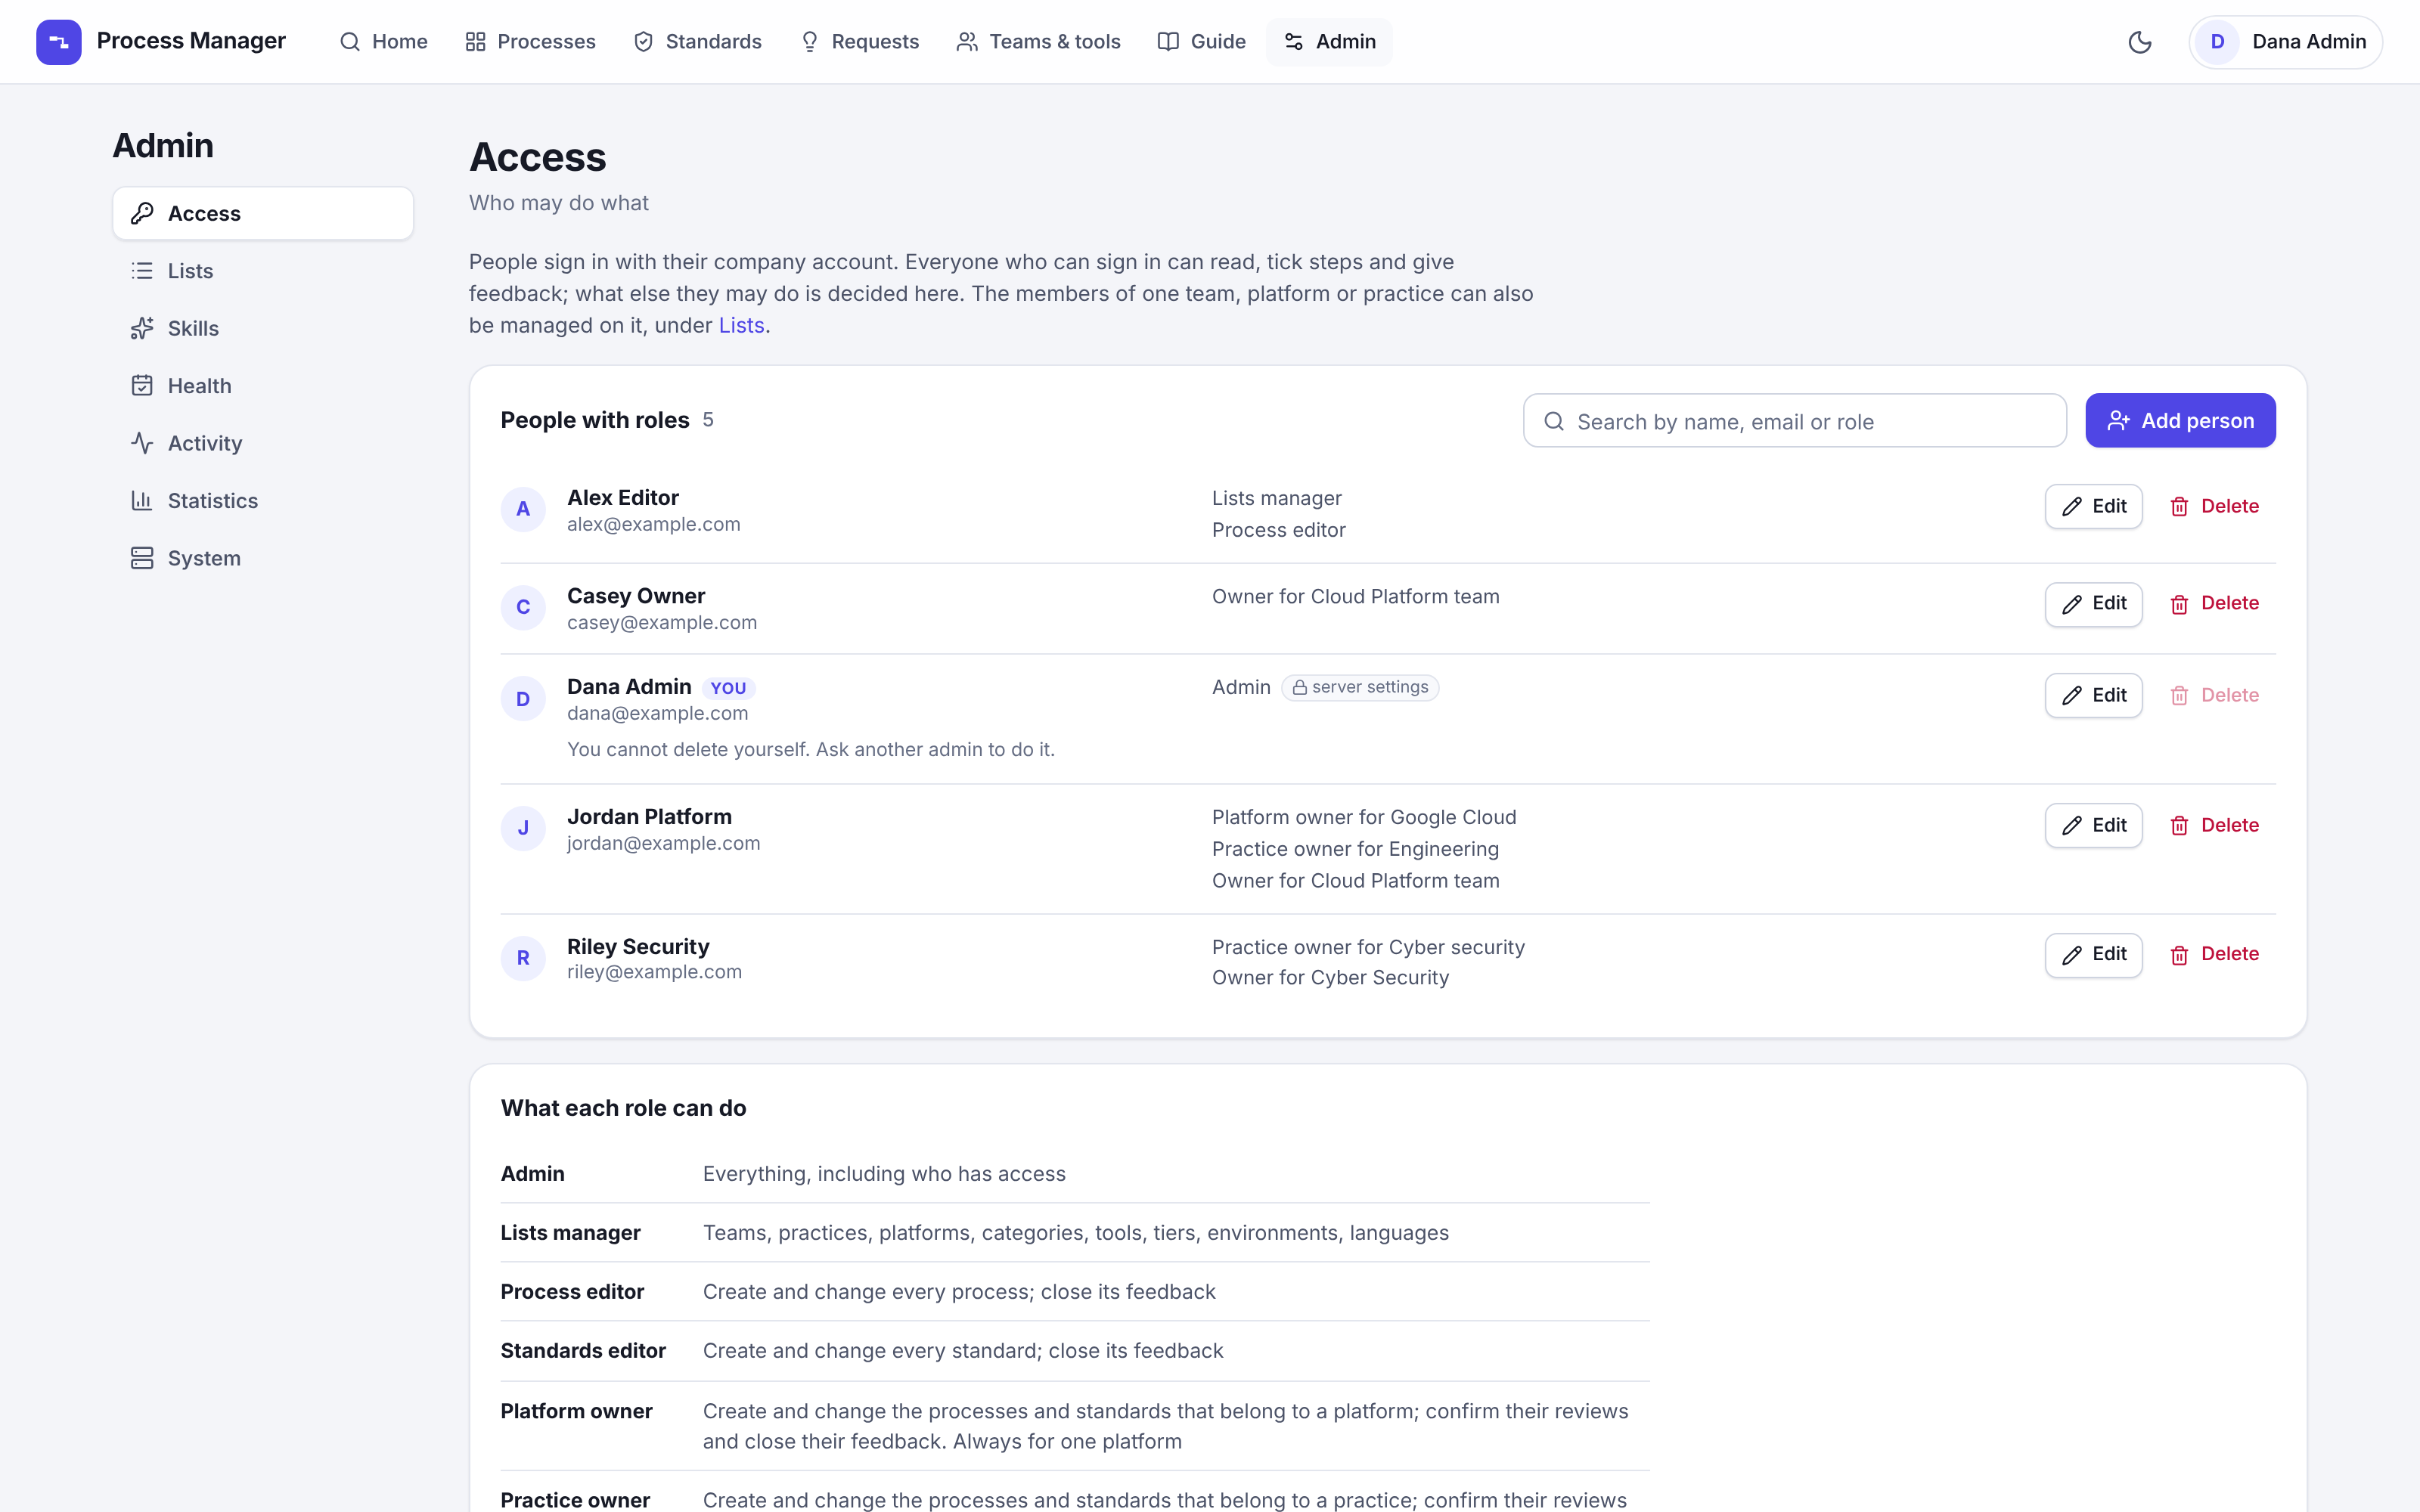 Process Manager
Home
Processes
Standards
Requests
Teams & tools
Guide
Admin
D
Dana Admin
Admin
Access
Lists
Skills
Health
Activity
Statistics
System
Access
Who may do what
People sign in with their company account. Everyone who can sign in can read, tick steps and give
feedback; what else they may do is decided here. The members of one team, platform or practice can also
be managed on it, under Lists.
People with roles 5
Search by name, email or role
Add person
A
Alex Editor
alex@example.com
Lists manager
Process editor
Edit
Delete
C
Casey Owner
casey@example.com
Owner for Cloud Platform team
Edit
Delete
D
Dana Admin YOU
dana@example.com
You cannot delete yourself. Ask another admin to do it.
Admin server settings
Edit
Delete
J
Jordan Platform
jordan@example.com
Platform owner for Google Cloud
Practice owner for Engineering
Owner for Cloud Platform team
Edit
Delete
R
Riley Security
riley@example.com
Practice owner for Cyber security
Owner for Cyber Security
Edit
Delete
What each role can do
Admin Everything, including who has access
Lists manager Teams, practices, platforms, categories, tools, tiers, environments, languages
Process editor Create and change every process; close its feedback
Standards editor Create and change every standard; close its feedback
Platform owner Create and change the processes and standards that belong to a platform; confirm their reviews
and close their feedback. Always for one platform
Practice owner Create and change the processes and standards that belong to a practice; confirm their reviews